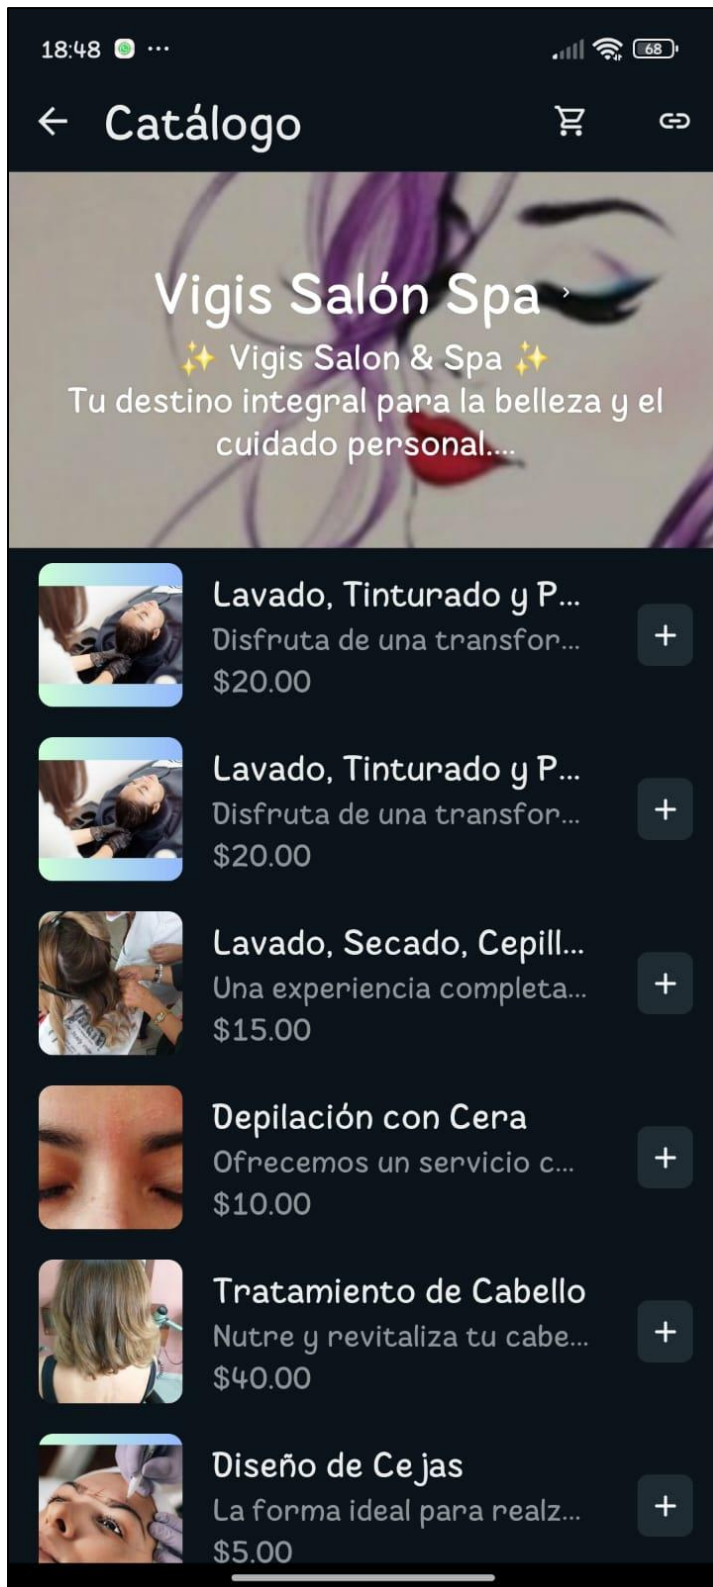 18:48 ...
68
Catálogo
Vigis Salón Spa ›
✨ Vigis Salon & Spa ✨
Tu destino integral para la belleza y el
cuidado personal....
Lavado, Tinturado y P...
Disfruta de una transfor...
$20.00
Lavado, Tinturado y P...
Disfruta de una transfor...
$20.00
Lavado, Secado, Cepill...
Una experiencia completa...
$15.00
Depilación con Cera
Ofrecemos un servicio c...
$10.00
Tratamiento de Cabello
Nutre y revitaliza tu cabe...
$40.00
Diseño de Cejas
La forma ideal para realz...
$5.00